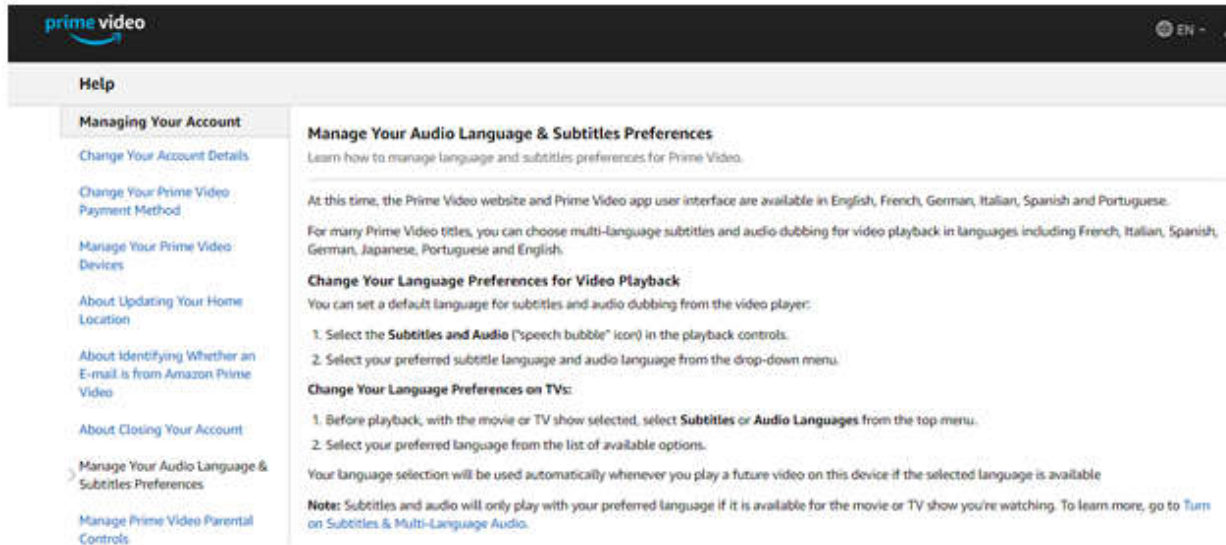 prime video
EN
Help
Managing Your Account
Change Your Account Details
Change Your Prime Video
Payment Method
Manage Your Prime Video
Devices
About Updating Your Home
Location
About Identifying Whether an
E-mail is from Amazon Prime
Video
About Closing Your Account
Manage Your Audio Language &
Subtitles Preferences
Manage Prime Video Parental
Controls
Manage Your Audio Language & Subtitles Preferences
Learn how to manage language and subtitles preferences for Prime Video.
At this time, the Prime Video website and Prime Video app user interface are available in English, French, German, Italian, Spanish and Portuguese.
For many Prime Video titles, you can choose multi-language subtitles and audio dubbing for video playback in languages including French, Italian, Spanish,
German, Japanese, Portuguese and English.
Change Your Language Preferences for Video Playback
You can set a default language for subtitles and audio dubbing from the video player:
1. Select the Subtitles and Audio ("speech bubble" icon) in the playback controls.
2. Select your preferred subtitle language and audio language from the drop-down menu.
Change Your Language Preferences on TVs:
1. Before playback, with the movie or TV show selected, select Subtitles or Audio Languages from the top menu.
2. Select your preferred language from the list of available options.
Your language selection will be used automatically whenever you play a future video on this device if the selected language is available
Note: Subtitles and audio will only play with your preferred language if it is available for the movie or TV show you're watching. To learn more, go to Turn
on Subtitles & Multi-Language Audio.